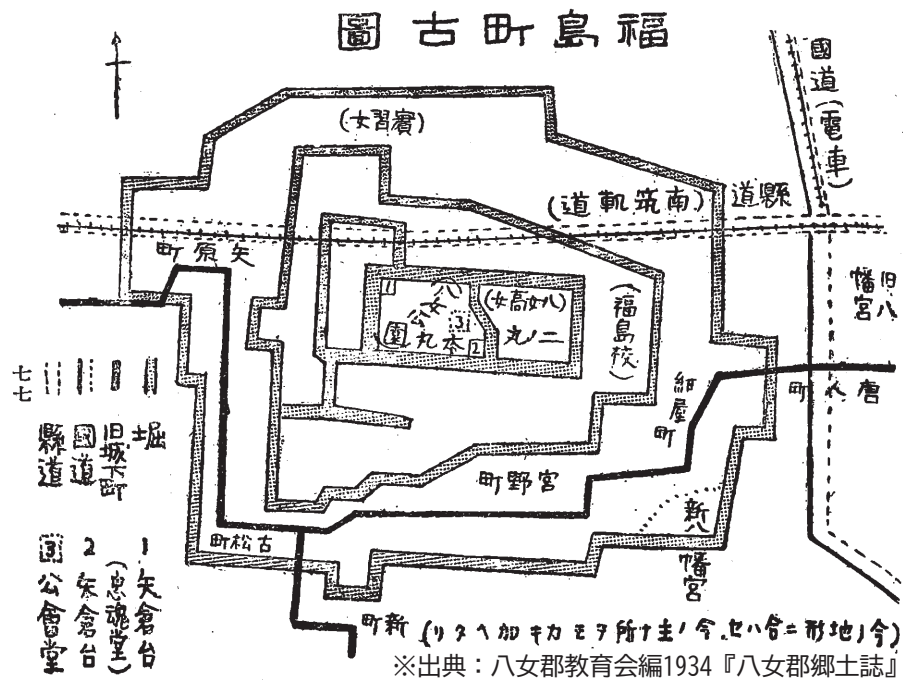 福島町古圖
國道(電車)
(實習女)
縣道
(南筑軌道)
矢原町
旧八幡宮
1
八女公園
3
本丸
2
(八女高女)
二ノ丸
(福島校)
紺屋町
唐人町
宮野町
新八幡宮
古松町
新町
堀
旧城下町
國道
縣道
七七
1 矢倉台
(忠魂堂)
2 矢倉台
3 公會堂
(今ノ地形ニ合ハセ、今ノ主ナ所ヲモカキ加ヘタリ)
※出典:八女郡教育会編1934『八女郡郷土誌』